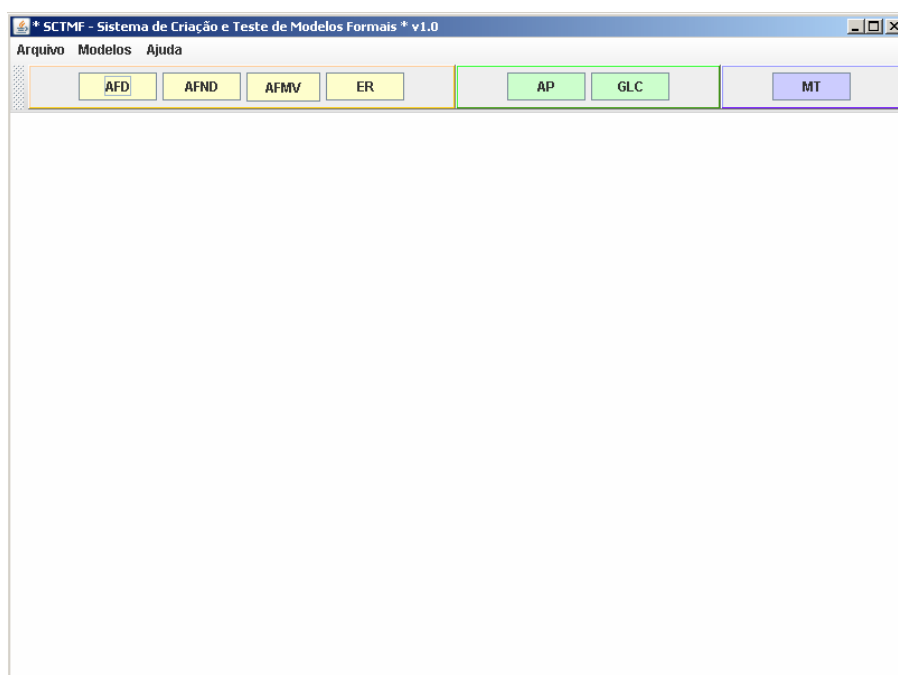 * SCTMF - Sistema de Criação e Teste de Modelos Formais * v1.0
Arquivo Modelos Ajuda
AFD AFND AFMV ER AP GLC MT